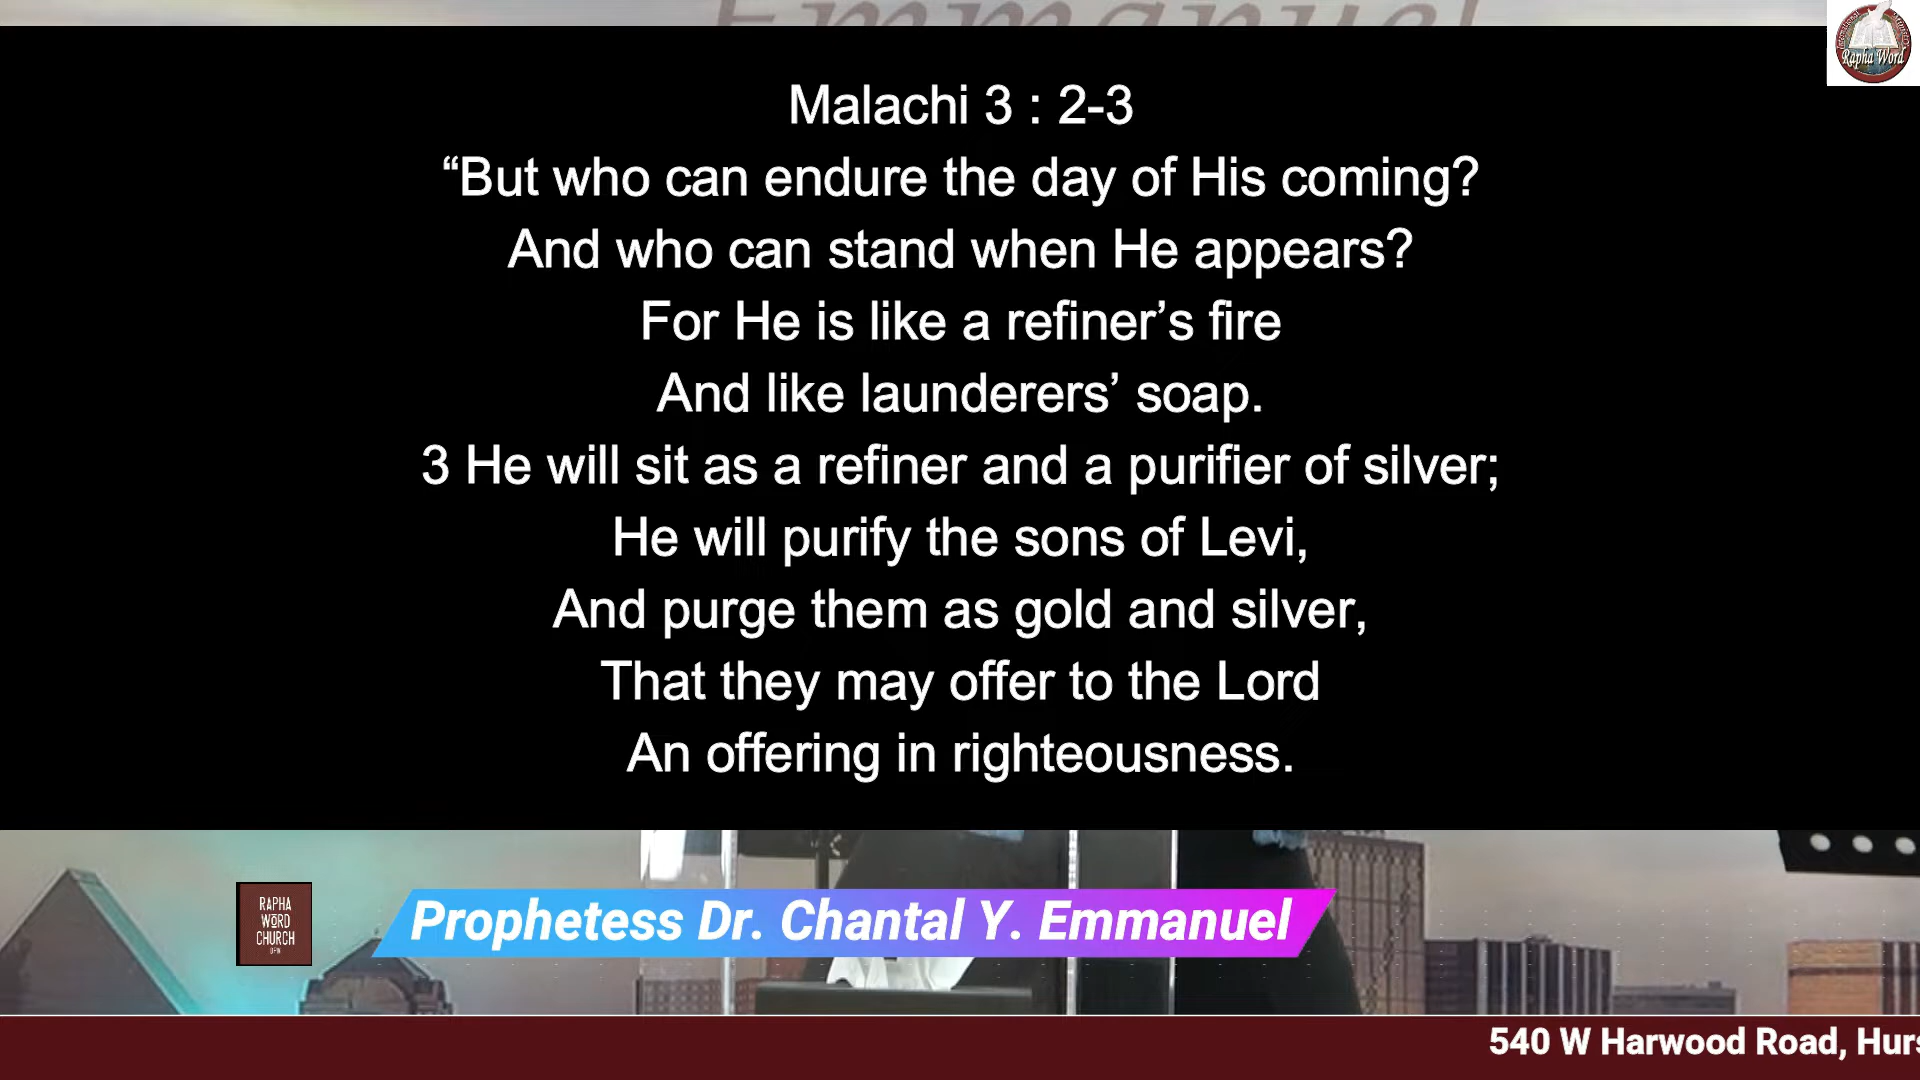 Emmanuel
Rapha Word
Malachi 3 : 2-3
“But who can endure the day of His coming?
And who can stand when He appears?
For He is like a refiner’s fire
And like launderers’ soap.
3 He will sit as a refiner and a purifier of silver;
He will purify the sons of Levi,
And purge them as gold and silver,
That they may offer to the Lord
An offering in righteousness.
RAPHA
WORD
CHURCH
DFW
Prophetess Dr. Chantal Y. Emmanuel
540 W Harwood Road, Hurs